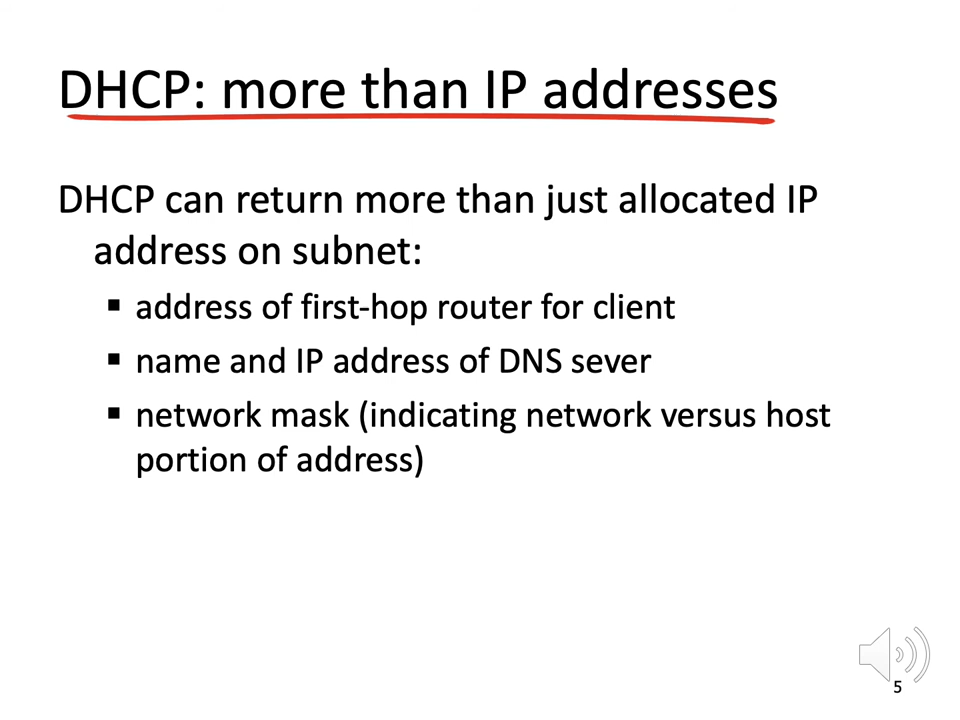 DHCP: more than IP addresses
DHCP can return more than just allocated IP
address on subnet:
▪ address of first-hop router for client
▪ name and IP address of DNS sever
▪ network mask (indicating network versus host
portion of address)
5